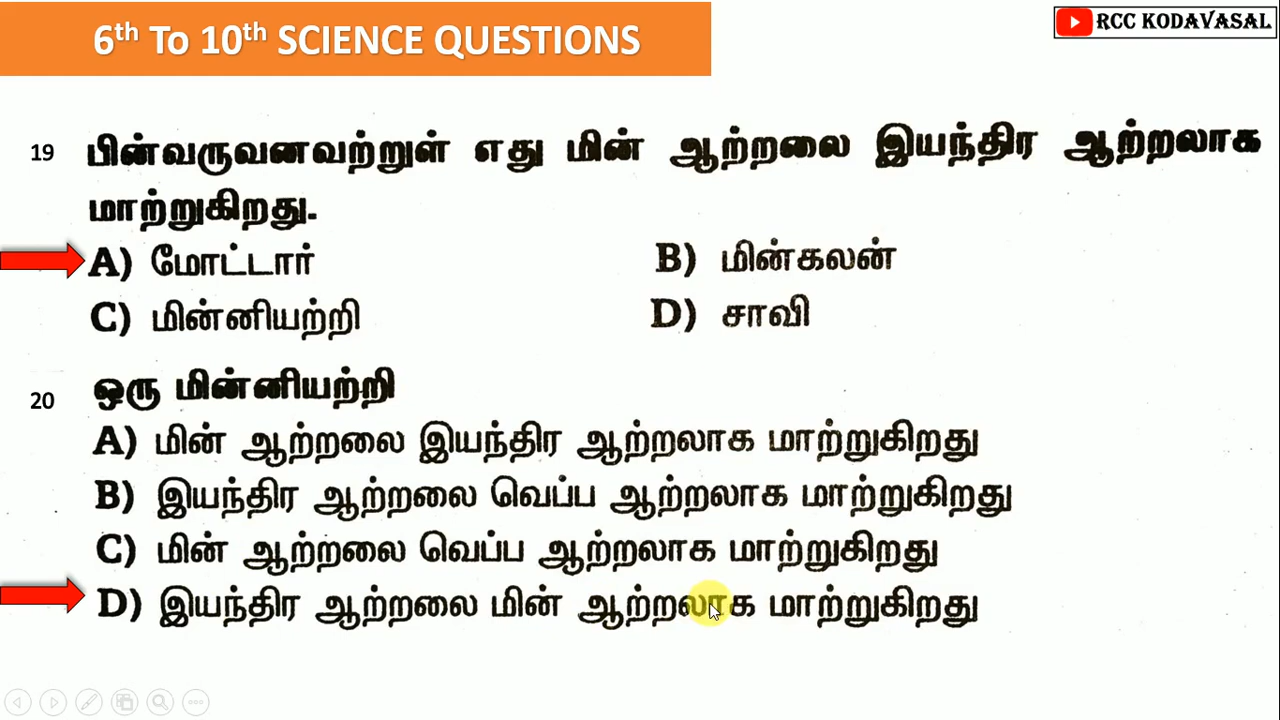 6th To 10th SCIENCE QUESTIONS
RCC KODAVASAL
19 பின்வருவனவற்றுள் எது மின் ஆற்றலை இயந்திர ஆற்றலாக
மாற்றுகிறது.
A) மோட்டார் B) மின்கலன்
C) மின்னியற்றி D) சாவி
20 ஒரு மின்னியற்றி
A) மின் ஆற்றலை இயந்திர ஆற்றலாக மாற்றுகிறது
B) இயந்திர ஆற்றலை வெப்ப ஆற்றலாக மாற்றுகிறது
C) மின் ஆற்றலை வெப்ப ஆற்றலாக மாற்றுகிறது
D) இயந்திர ஆற்றலை மின் ஆற்றலாக மாற்றுகிறது